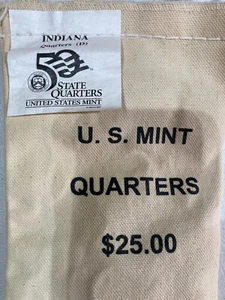 INDIANA
Quarters (D)
50
STATE
QUARTERS
UNITED STATES MINT
U. S. MINT
QUARTERS
$25.00